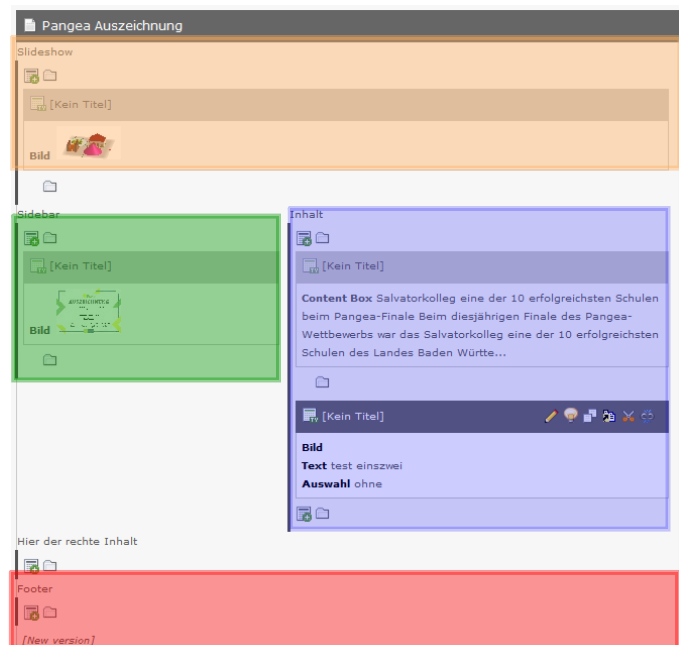 Pangea Auszeichnung
Slideshow
[Kein Titel]
Bild
Sidebar
[Kein Titel]
Bild
Inhalt
[Kein Titel]
Content Box Salvatorkolleg eine der 10 erfolgreichsten Schulen
beim Pangea-Finale Beim diesjährigen Finale des Pangea-
Wettbewerbs war das Salvatorkolleg eine der 10 erfolgreichsten
Schulen des Landes Baden Württe...
[Kein Titel]
Bild
Text test einszwei
Auswahl ohne
Hier der rechte Inhalt
Footer
[New version]